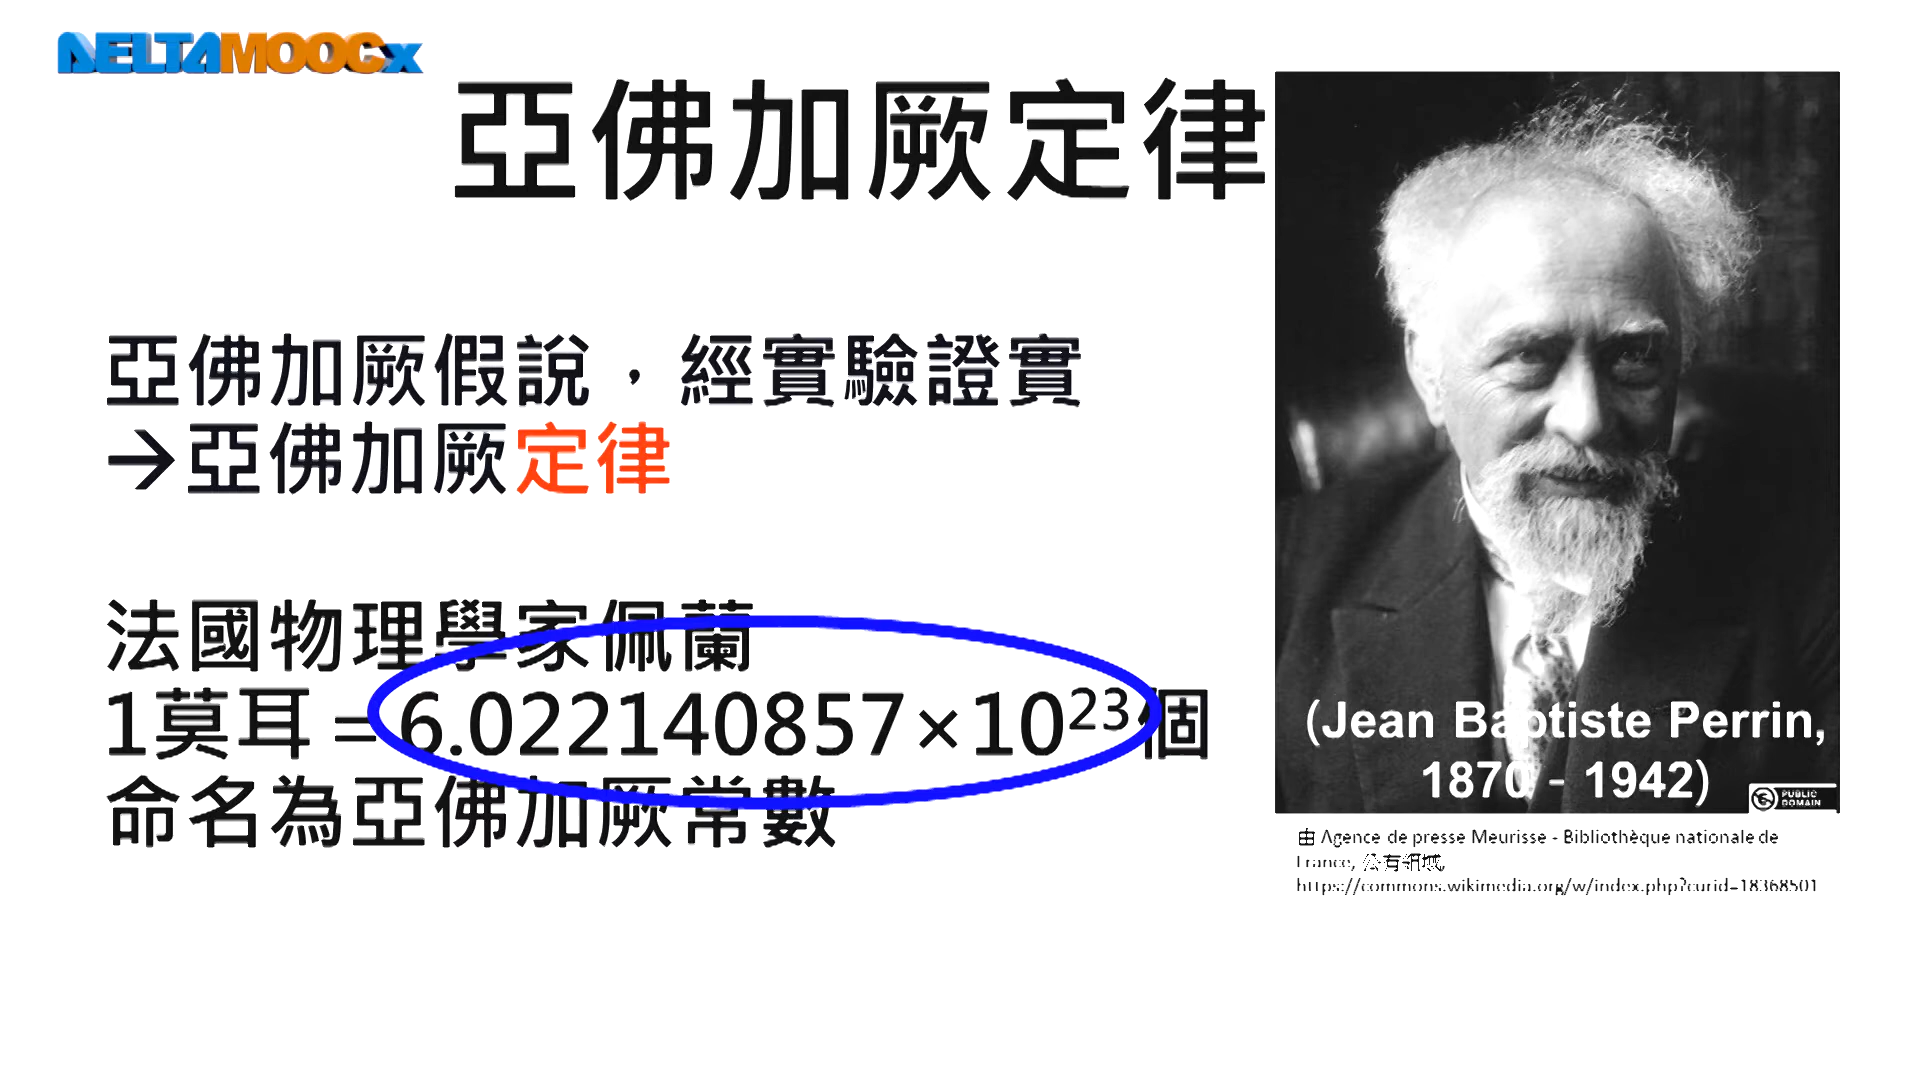 DELTAMOOCx
亞佛加厥定律
亞佛加厥假說，經實驗證實
→亞佛加厥定律
法國物理學家佩蘭
1莫耳＝6.022140857×10²³個
命名為亞佛加厥常數
(Jean Baptiste Perrin,
1870 - 1942)
PUBLIC
DOMAIN
由 Agence de presse Meurisse - Bibliothèque nationale de
France, 公有領域,
https://commons.wikimedia.org/w/index.php?curid=18368501